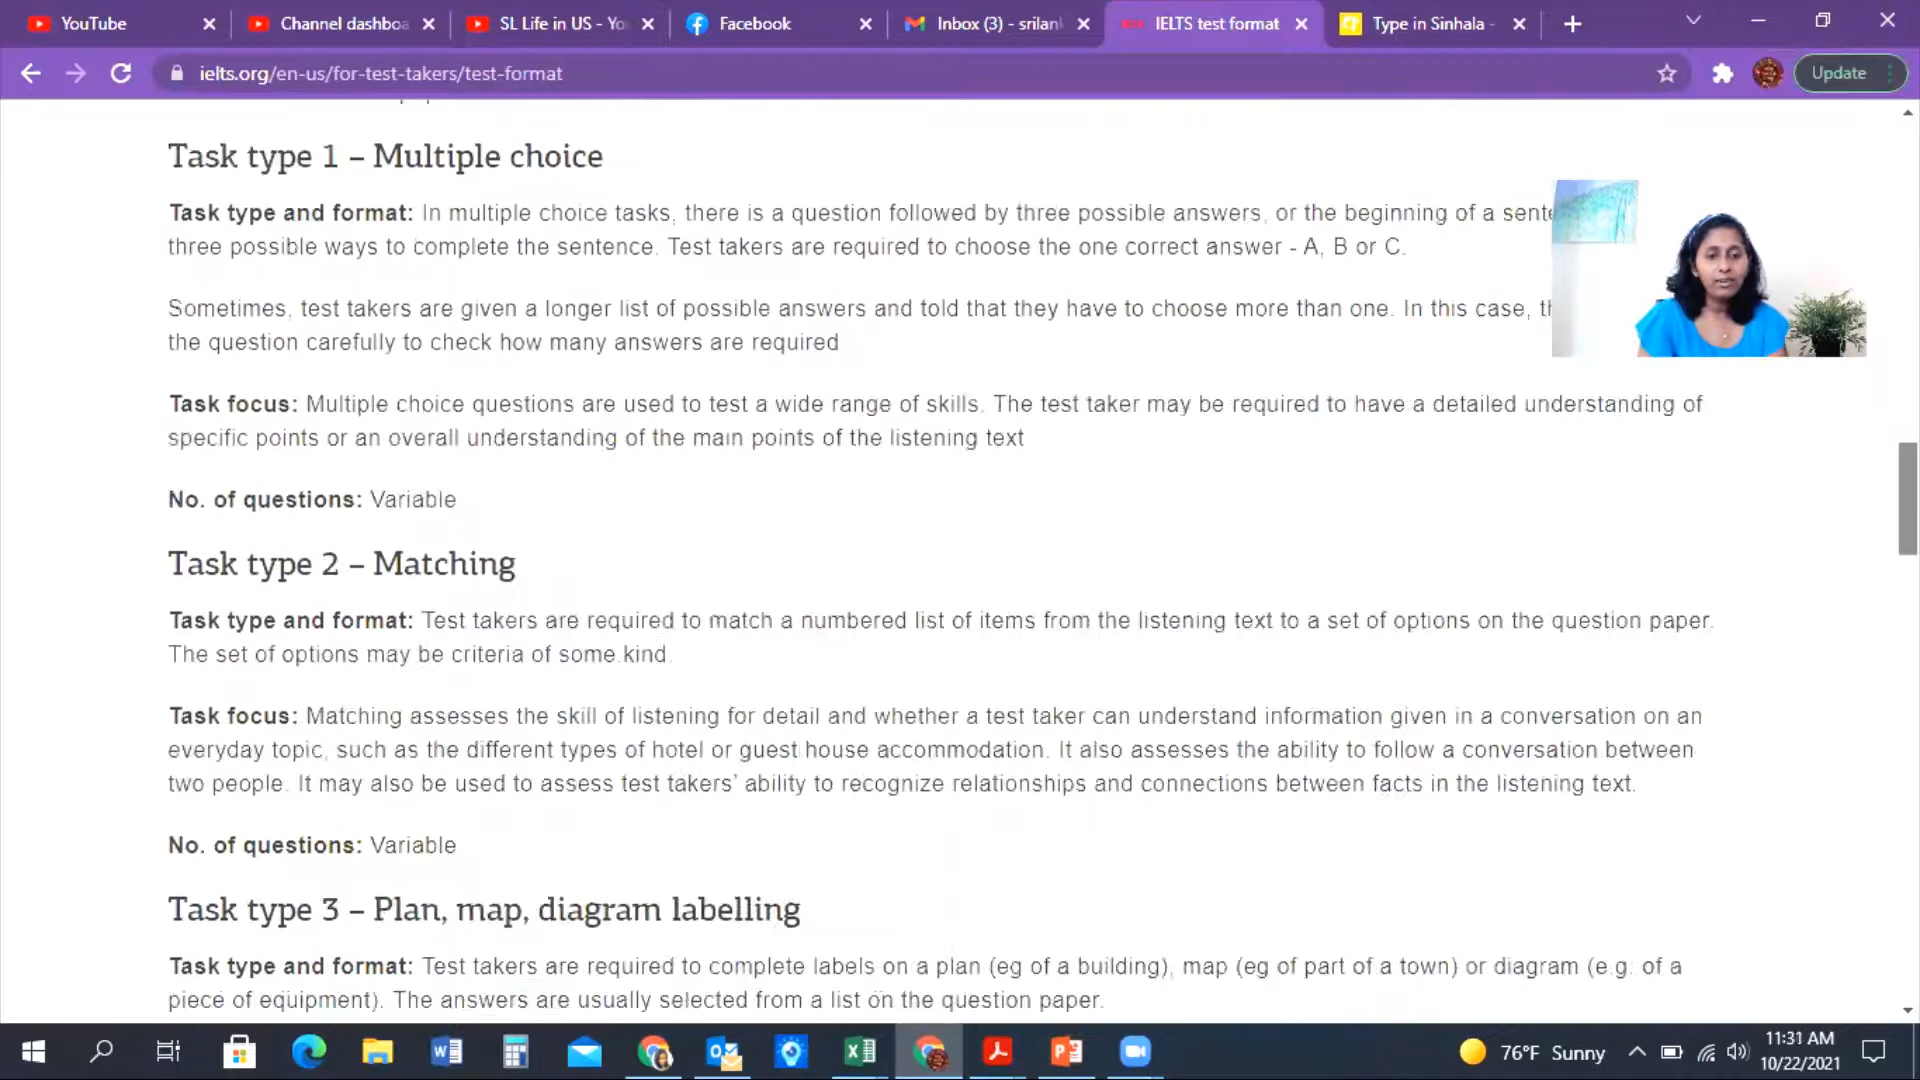 YouTube
Channel dashboa
SL Life in US - Yo
Facebook
Inbox (3) - srilan
IELTS test format
Type in Sinhala -
ielts.org/en-us/for-test-takers/test-format
Update
Task type 1 – Multiple choice
Task type and format: In multiple choice tasks, there is a question followed by three possible answers, or the beginning of a sente
three possible ways to complete the sentence. Test takers are required to choose the one correct answer - A, B or C.
Sometimes, test takers are given a longer list of possible answers and told that they have to choose more than one. In this case, th
the question carefully to check how many answers are required
Task focus: Multiple choice questions are used to test a wide range of skills. The test taker may be required to have a detailed understanding of
specific points or an overall understanding of the main points of the listening text
No. of questions: Variable
Task type 2 – Matching
Task type and format: Test takers are required to match a numbered list of items from the listening text to a set of options on the question paper.
The set of options may be criteria of some kind.
Task focus: Matching assesses the skill of listening for detail and whether a test taker can understand information given in a conversation on an
everyday topic, such as the different types of hotel or guest house accommodation. It also assesses the ability to follow a conversation between
two people. It may also be used to assess test takers’ ability to recognize relationships and connections between facts in the listening text.
No. of questions: Variable
Task type 3 – Plan, map, diagram labelling
Task type and format: Test takers are required to complete labels on a plan (eg of a building), map (eg of part of a town) or diagram (e.g. of a
piece of equipment). The answers are usually selected from a list on the question paper.
76°F Sunny
11:31 AM
10/22/2021